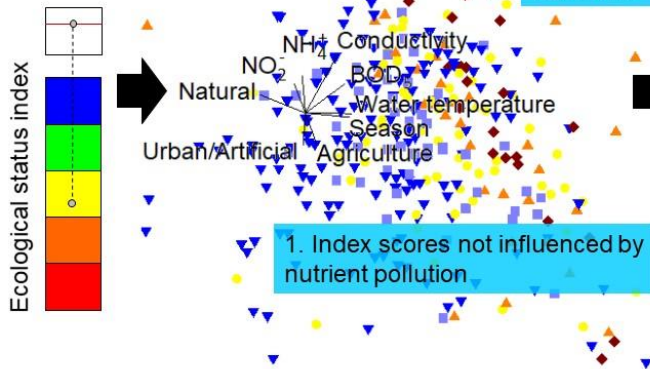 Ecological status index
NH₄⁺ Conductivity
NO₂⁻ BOD₅
Natural Water temperature
Season
Urban/Artificial Agriculture
1. Index scores not influenced by
nutrient pollution